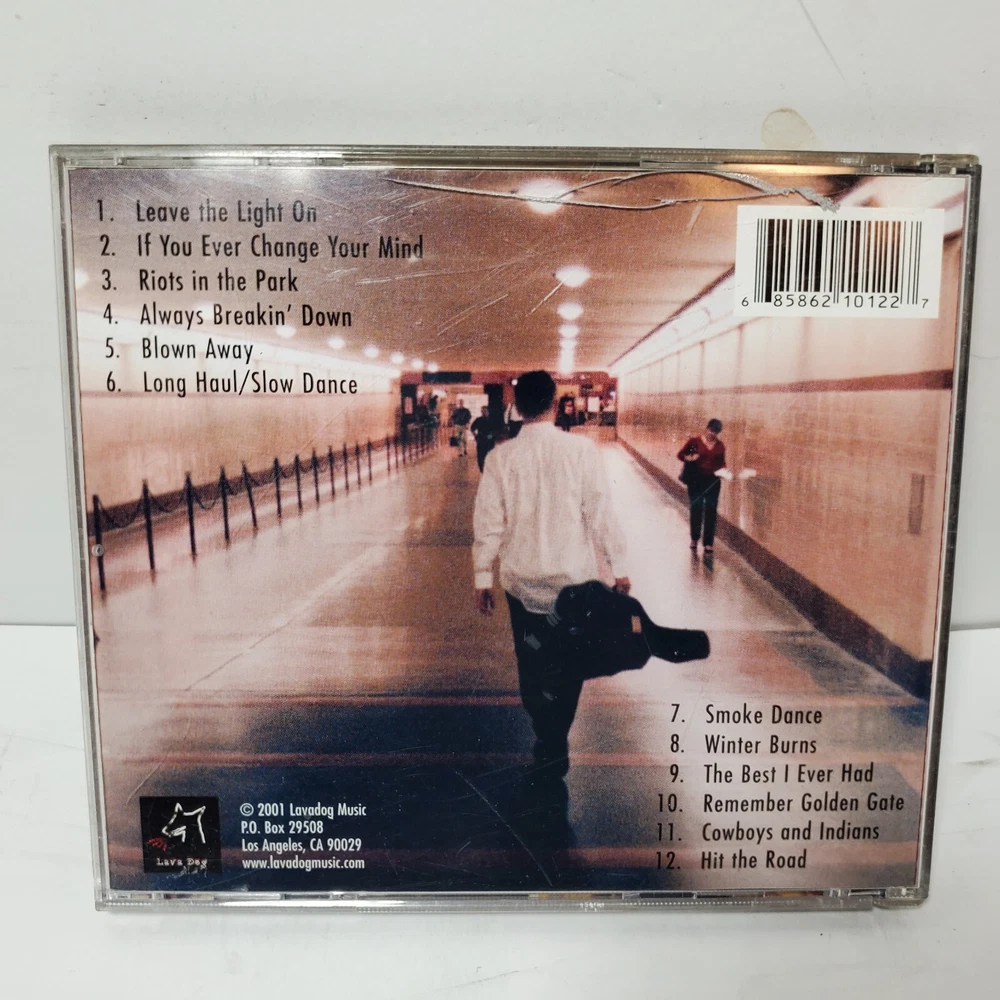 1. Leave the Light On
2. If You Ever Change Your Mind
3. Riots in the Park
4. Always Breakin' Down
5. Blown Away
6. Long Haul/Slow Dance
6 85862 10122 7
7. Smoke Dance
8. Winter Burns
9. The Best I Ever Had
10. Remember Golden Gate
11. Cowboys and Indians
12. Hit the Road
Lava Dog
© 2001 Lavadog Music
P.O. Box 29508
Los Angeles, CA 90029
www.lavadogmusic.com